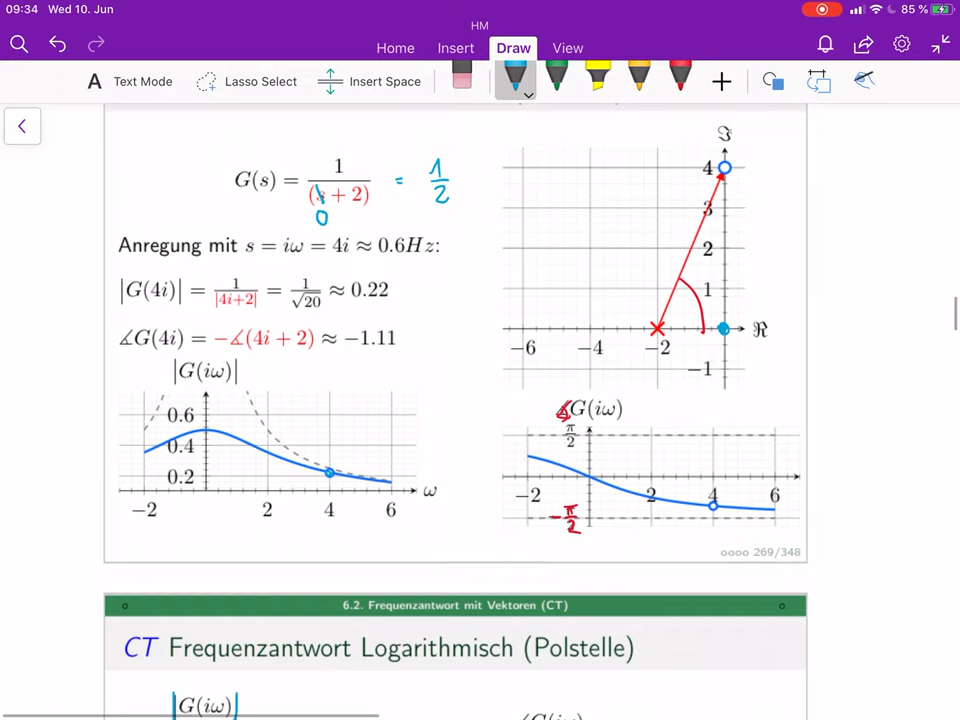 09:34 Wed 10. Jun
85 %
HM
Home Insert Draw View
A Text Mode Lasso Select Insert Space
G(s) = 1/(s + 2) = 1/2
0
Anregung mit s = iω = 4i ≈ 0.6Hz:
|G(4i)| = 1/|4i+2| = 1/√20 ≈ 0.22
∡G(4i) = −∡(4i + 2) ≈ −1.11
|G(iω)|
0.6
0.4
0.2
−2 2 4 6 ω
ℑ
4
3
2
1
−6 −4 −2 ℜ
−1
∡G(iω)
π/2
−2 2 4 6
−π/2
269/348
6.2. Frequenzantwort mit Vektoren (CT)
CT Frequenzantwort Logarithmisch (Polstelle)
|G(iω)|
∠G(iω)